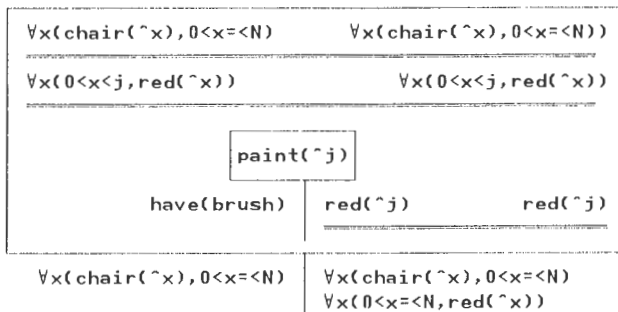 ∀x(chair(^x),0<x=<N) ∀x(chair(^x),0<x=<N))
∀x(0<x<j,red(^x)) ∀x(0<x<j,red(^x))
paint(^j)
have(brush) red(^j) red(^j)
∀x(chair(^x),0<x=<N) ∀x(chair(^x),0<x=<N)
∀x(0<x=<N,red(^x))